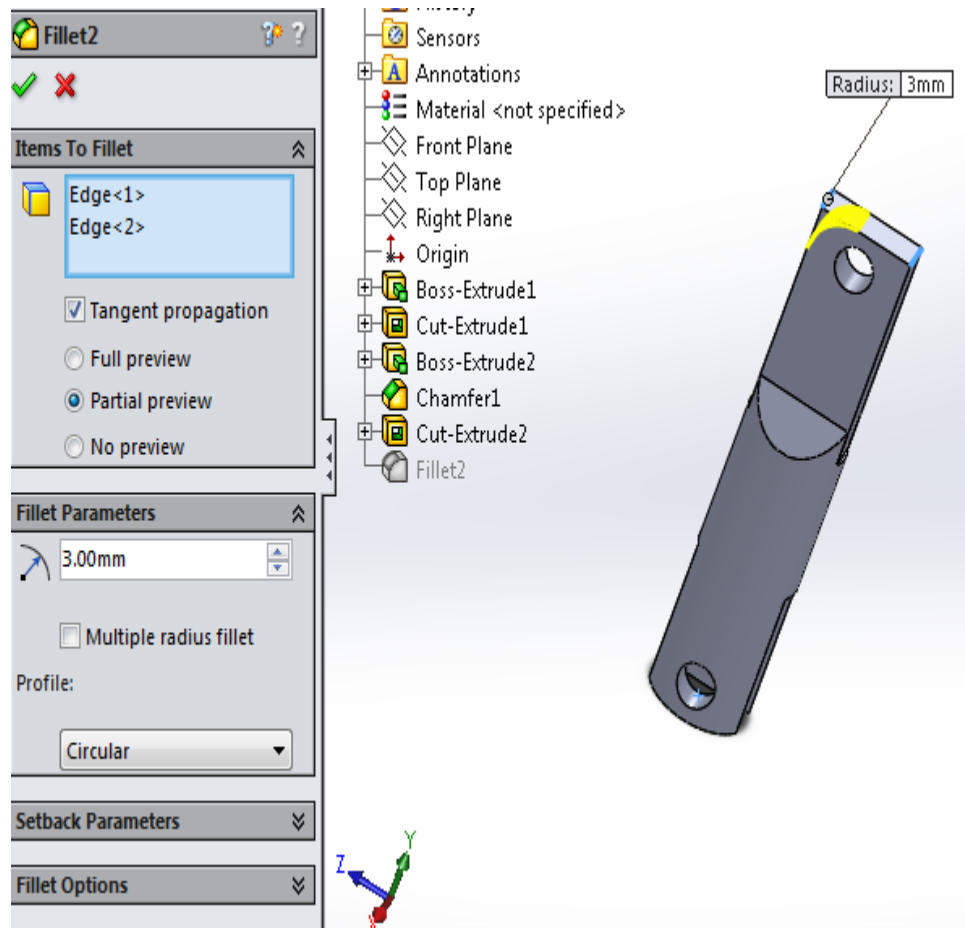 Fillet2
?
Items To Fillet
Edge<1>
Edge<2>
Tangent propagation
Full preview
Partial preview
No preview
Fillet Parameters
3.00mm
Multiple radius fillet
Profile:
Circular
Setback Parameters
Fillet Options
History
Sensors
A Annotations
Material <not specified>
Front Plane
Top Plane
Right Plane
Origin
Boss-Extrude1
Cut-Extrude1
Boss-Extrude2
Chamfer1
Cut-Extrude2
Fillet2
Radius: 3mm
Y
Z
X